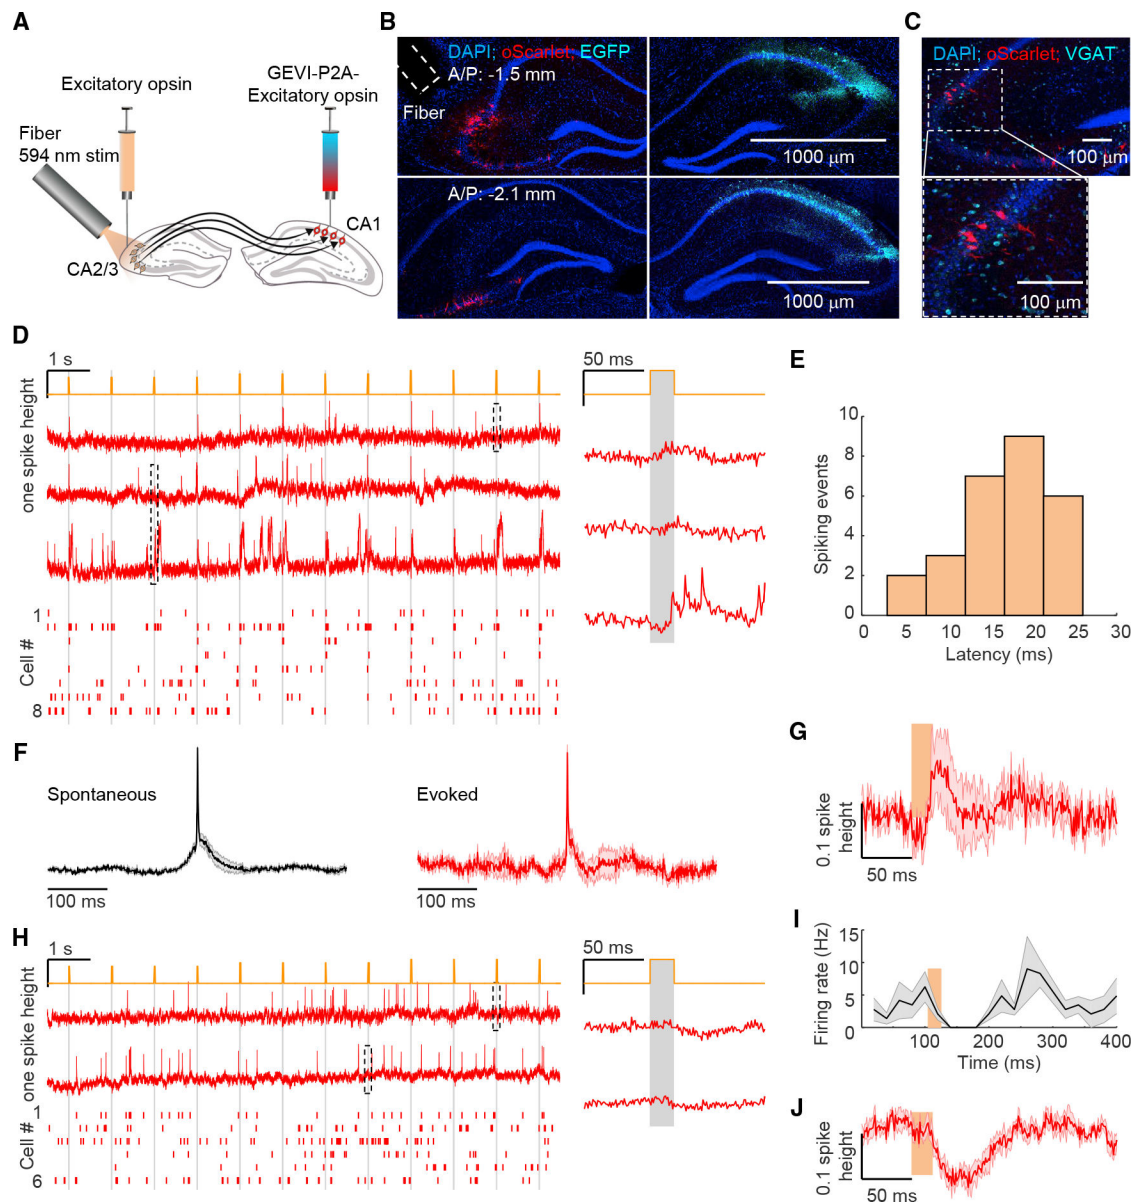 A
Excitatory opsin
GEVI-P2A-
Excitatory opsin
Fiber
594 nm stim
CA1
CA2/3
B
DAPI; oScarlet; EGFP
A/P: -1.5 mm
Fiber
1000 μm
A/P: -2.1 mm
1000 μm
C
DAPI; oScarlet; VGAT
100 μm
100 μm
D
1 s
one spike height
1
Cell #
8
50 ms
E
10
8
6
4
2
0
Spiking events
0 5 10 15 20 25 30
Latency (ms)
F
Spontaneous
100 ms
Evoked
100 ms
G
0.1 spike
height
50 ms
H
1 s
one spike height
1
Cell #
6
50 ms
I
15
10
5
0
Firing rate (Hz)
100 200 300 400
Time (ms)
J
0.1 spike
height
50 ms